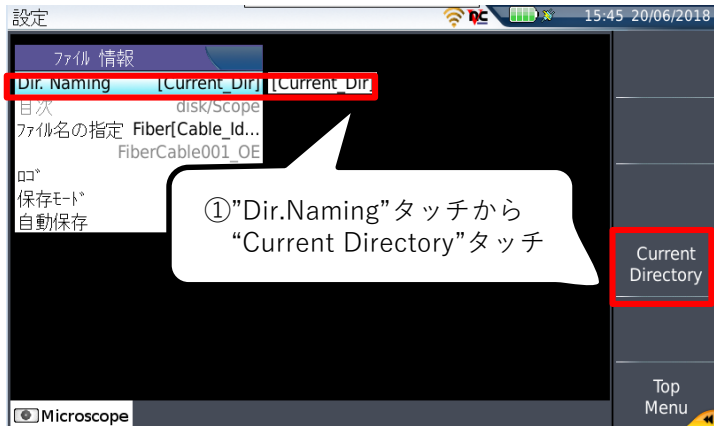 設定
15:45 20/06/2018
ファイル 情報
Dir. Naming [Current_Dir] [Current_Dir]
目次 disk/Scope
ファイル名の指定 Fiber[Cable_Id...
FiberCable001_OE
ロゴ
保存モード
自動保存
①”Dir.Naming”タッチから
“Current Directory”タッチ
Current
Directory
Top
Menu
Microscope